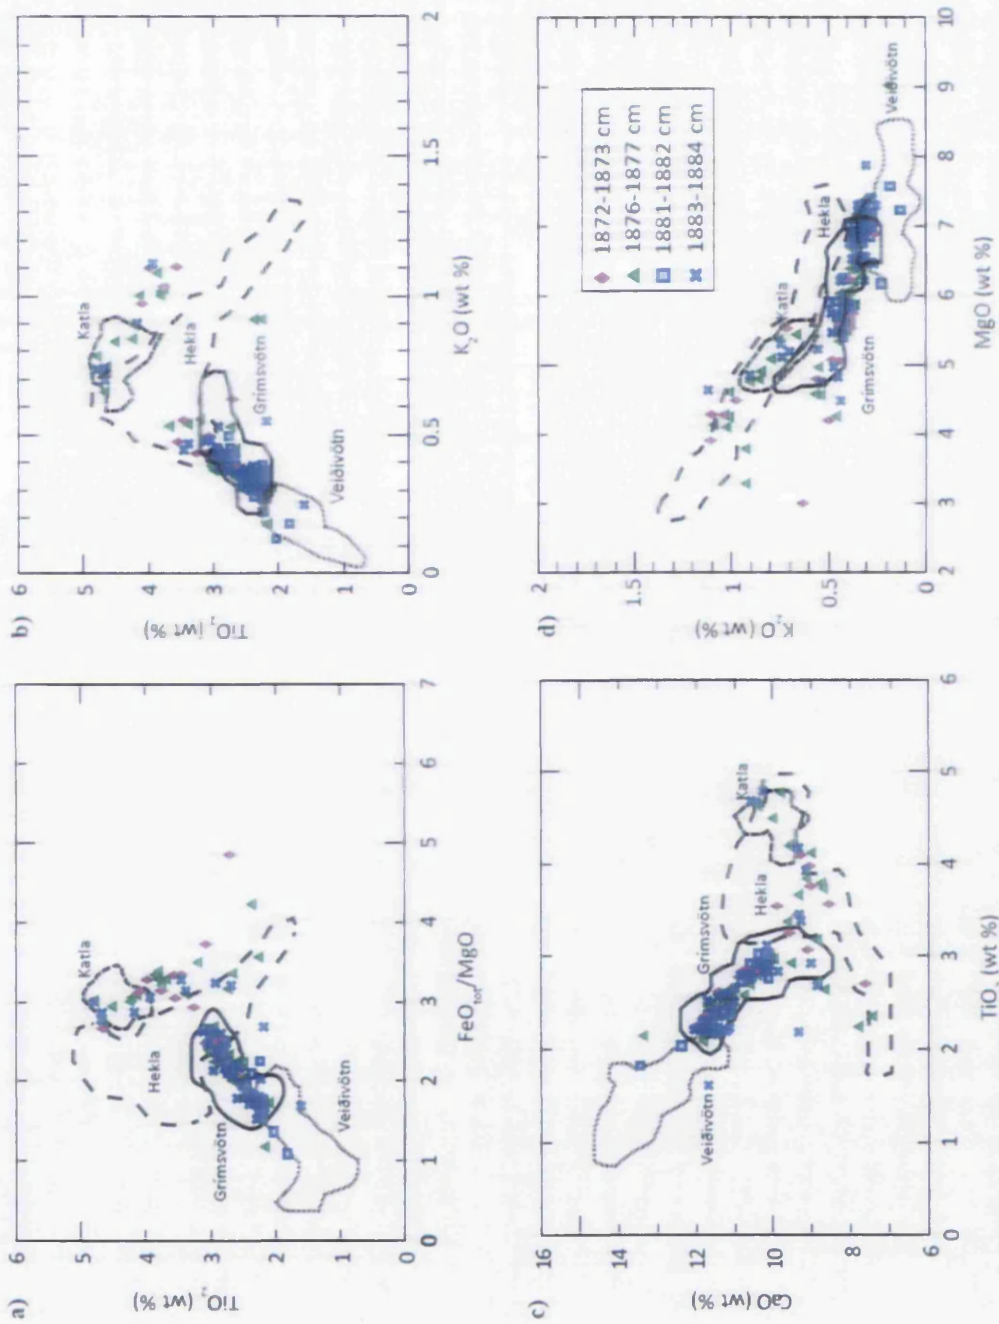 a)
6
5
4
3
2
1
0
TiO2 (wt %)
0
1
2
3
4
5
6
7
FeOtot/MgO
Katla
Hekla
Grímsvötn
Veiðivötn
b)
6
5
4
3
2
1
0
TiO2 (wt %)
0
0.5
1
1.5
2
K2O (wt %)
Katla
Hekla
Grímsvötn
Veiðivötn
c)
16
14
12
10
8
6
CaO (wt %)
0
1
2
3
4
5
6
TiO2 (wt %)
Katla
Hekla
Grímsvötn
Veiðivötn
d)
2
1.5
1
0.5
0
K2O (wt %)
2
3
4
5
6
7
8
9
10
MgO (wt %)
Katla
Hekla
Grímsvötn
Veiðivötn
1872-1873 cm
1876-1877 cm
1881-1882 cm
1883-1884 cm